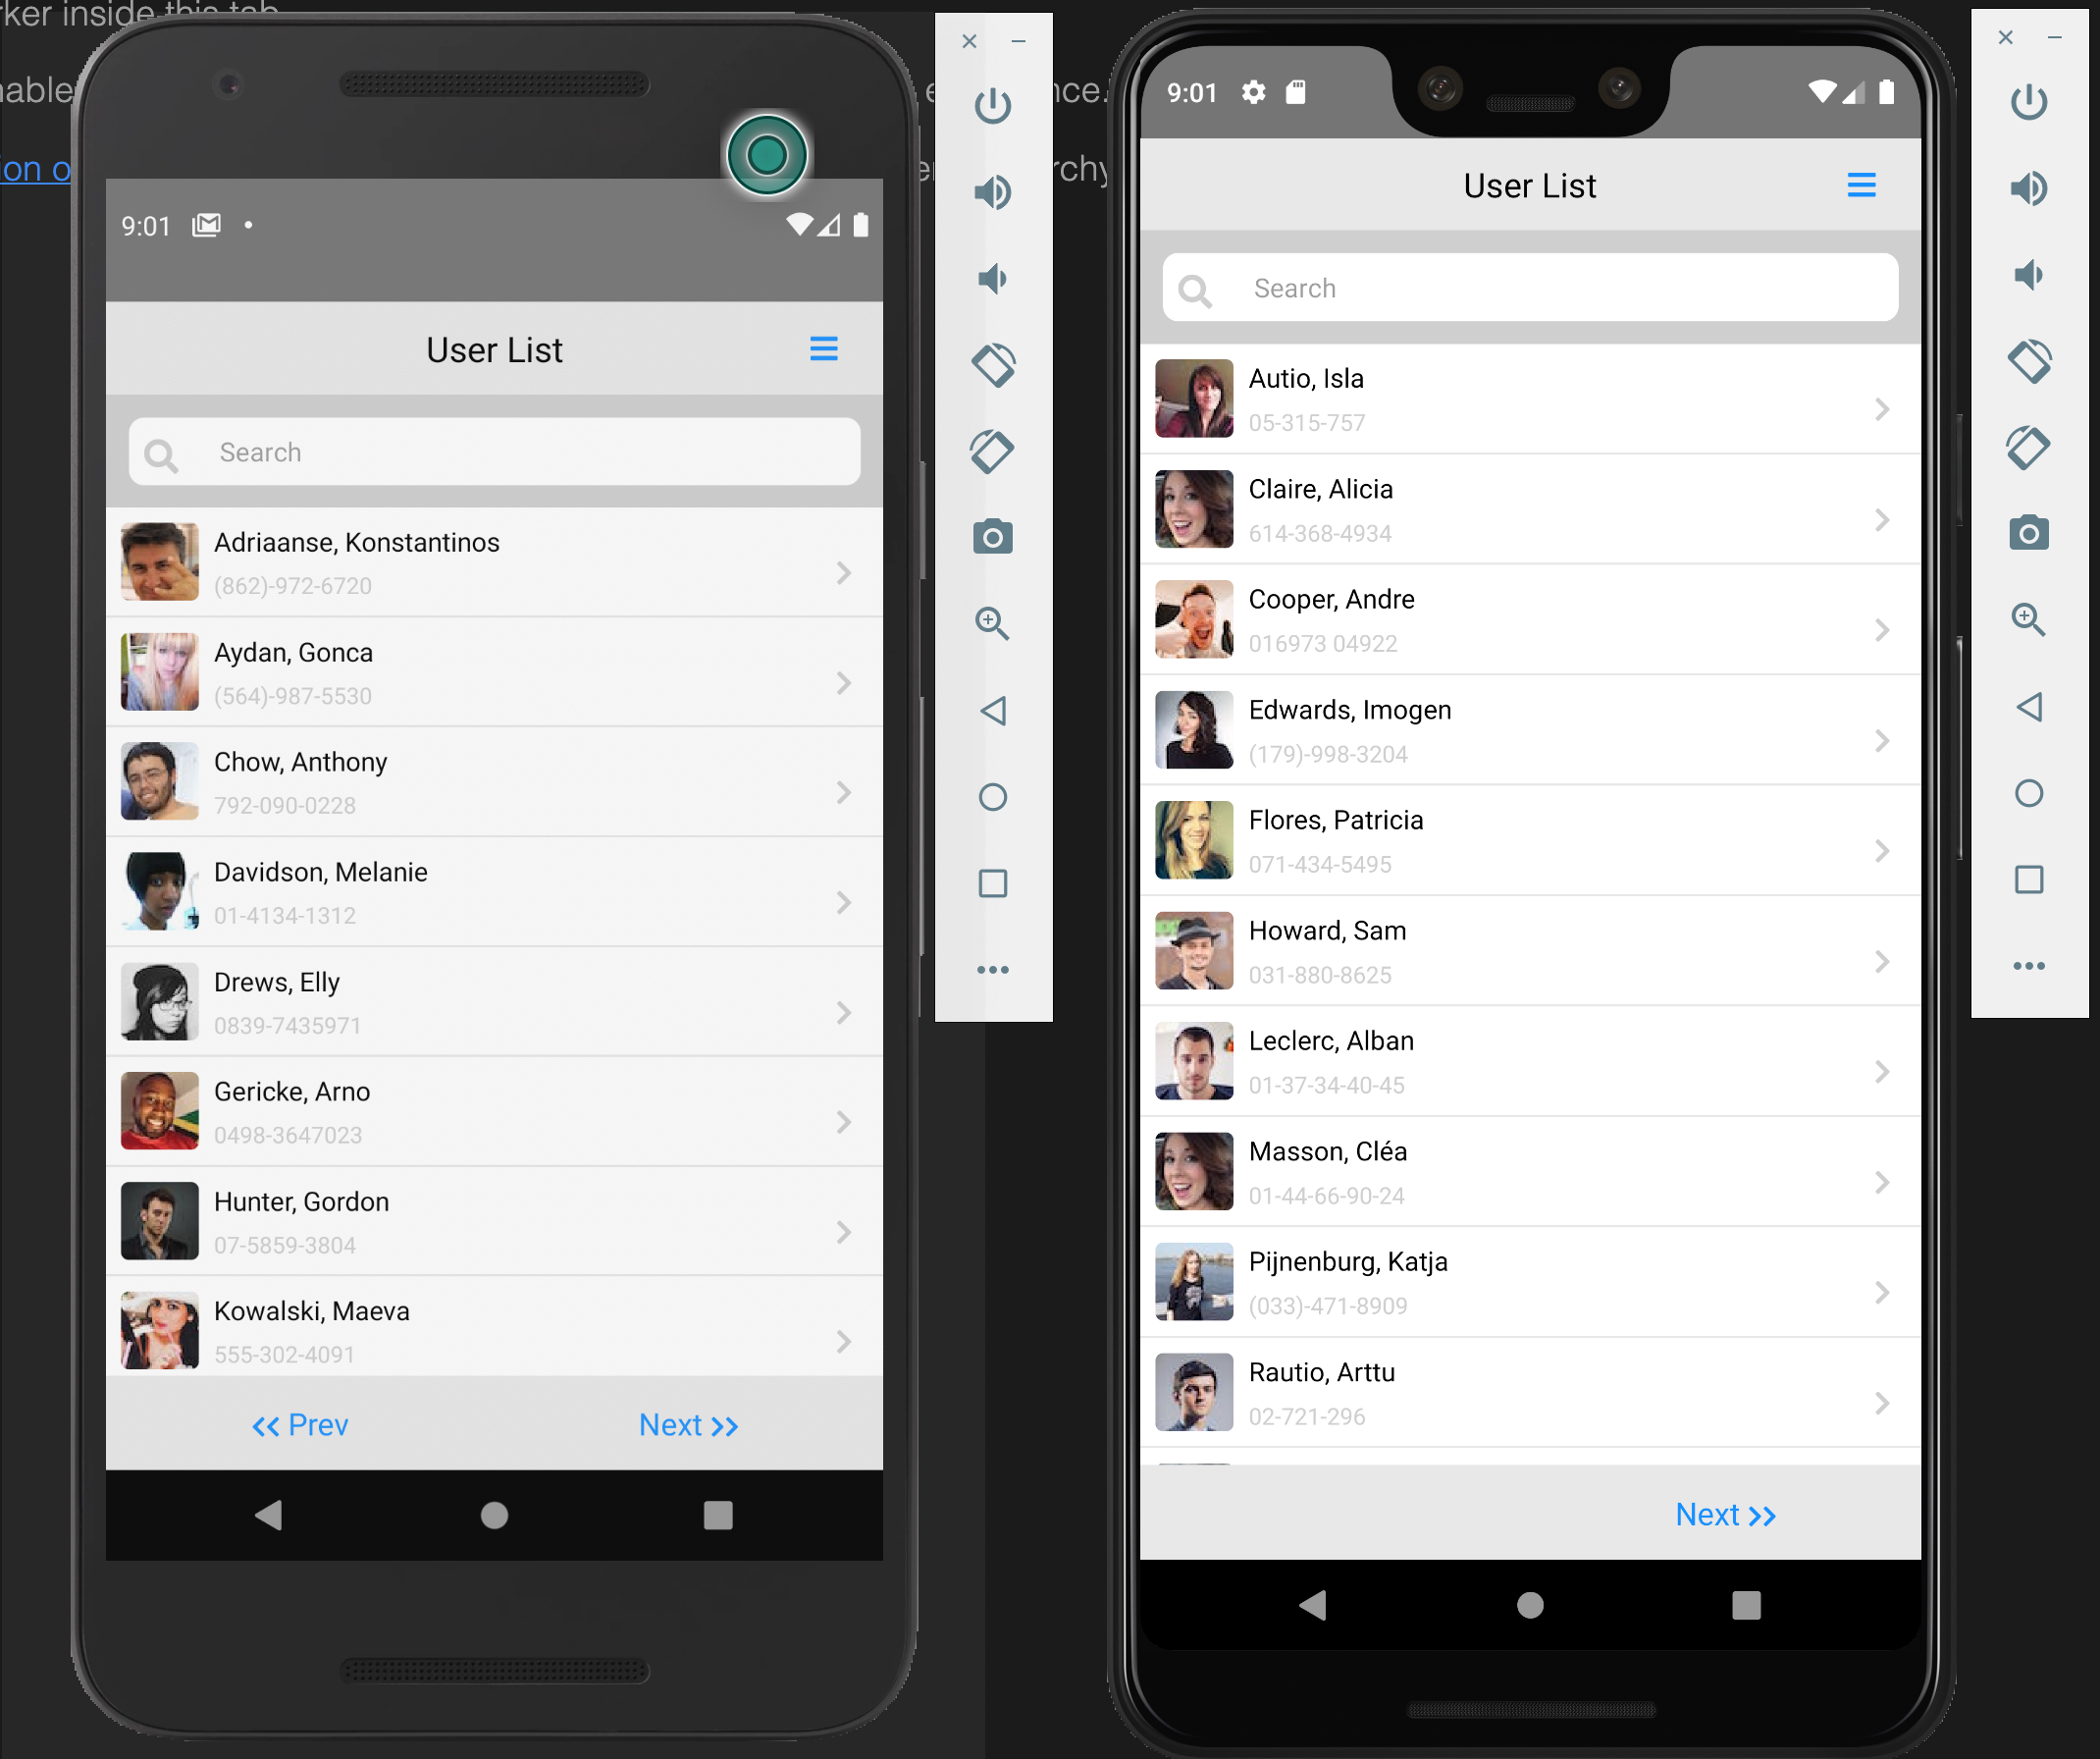 rker inside this tab
nable
e
nce.
ion o
er
rchy
9:01
User List
Search
Adriaanse, Konstantinos
(862)-972-6720
Aydan, Gonca
(564)-987-5530
Chow, Anthony
792-090-0228
Davidson, Melanie
01-4134-1312
Drews, Elly
0839-7435971
Gericke, Arno
0498-3647023
Hunter, Gordon
07-5859-3804
Kowalski, Maeva
555-302-4091
<< Prev
Next >>
9:01
User List
Search
Autio, Isla
05-315-757
Claire, Alicia
614-368-4934
Cooper, Andre
016973 04922
Edwards, Imogen
(179)-998-3204
Flores, Patricia
071-434-5495
Howard, Sam
031-880-8625
Leclerc, Alban
01-37-34-40-45
Masson, Cléa
01-44-66-90-24
Pijnenburg, Katja
(033)-471-8909
Rautio, Arttu
02-721-296
Next >>